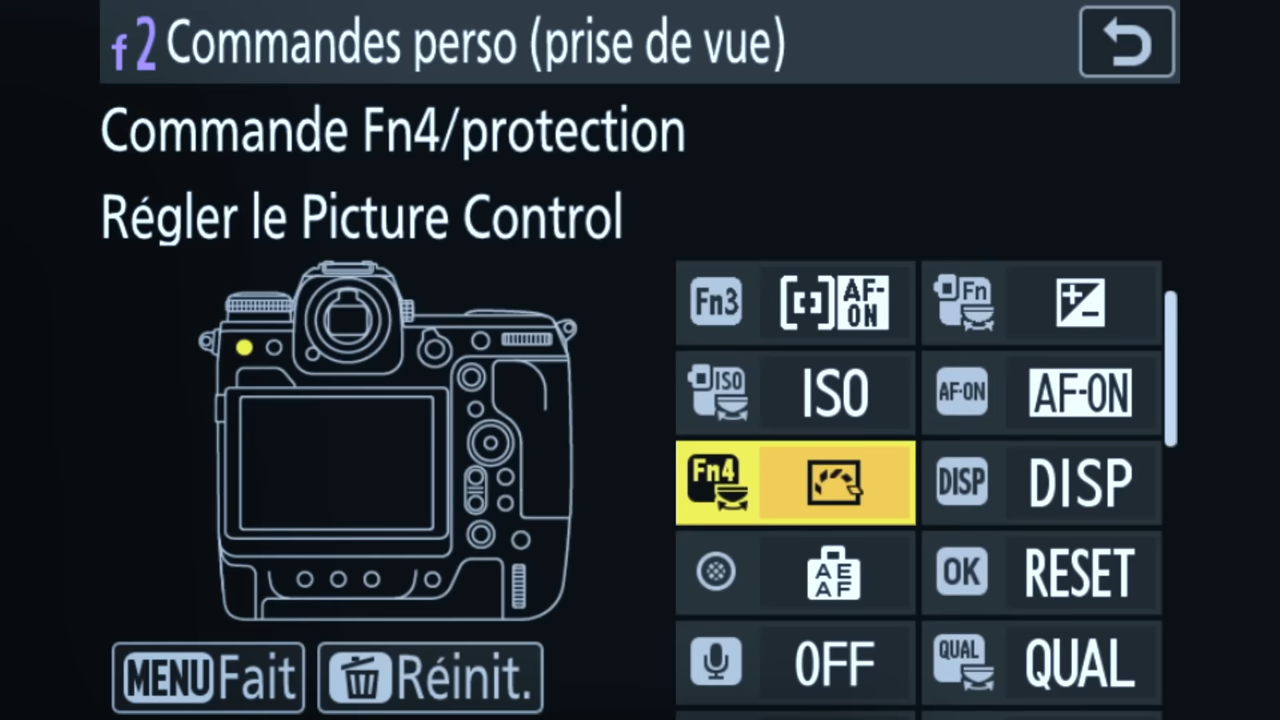 f2 Commandes perso (prise de vue)
Commande Fn4/protection
Régler le Picture Control
Fn3 [+] AF-ON Fn
ISO ISO AF-ON AF-ON
Fn4 DISP DISP
AE AF OK RESET
OFF QUAL QUAL
MENU Fait Réinit.